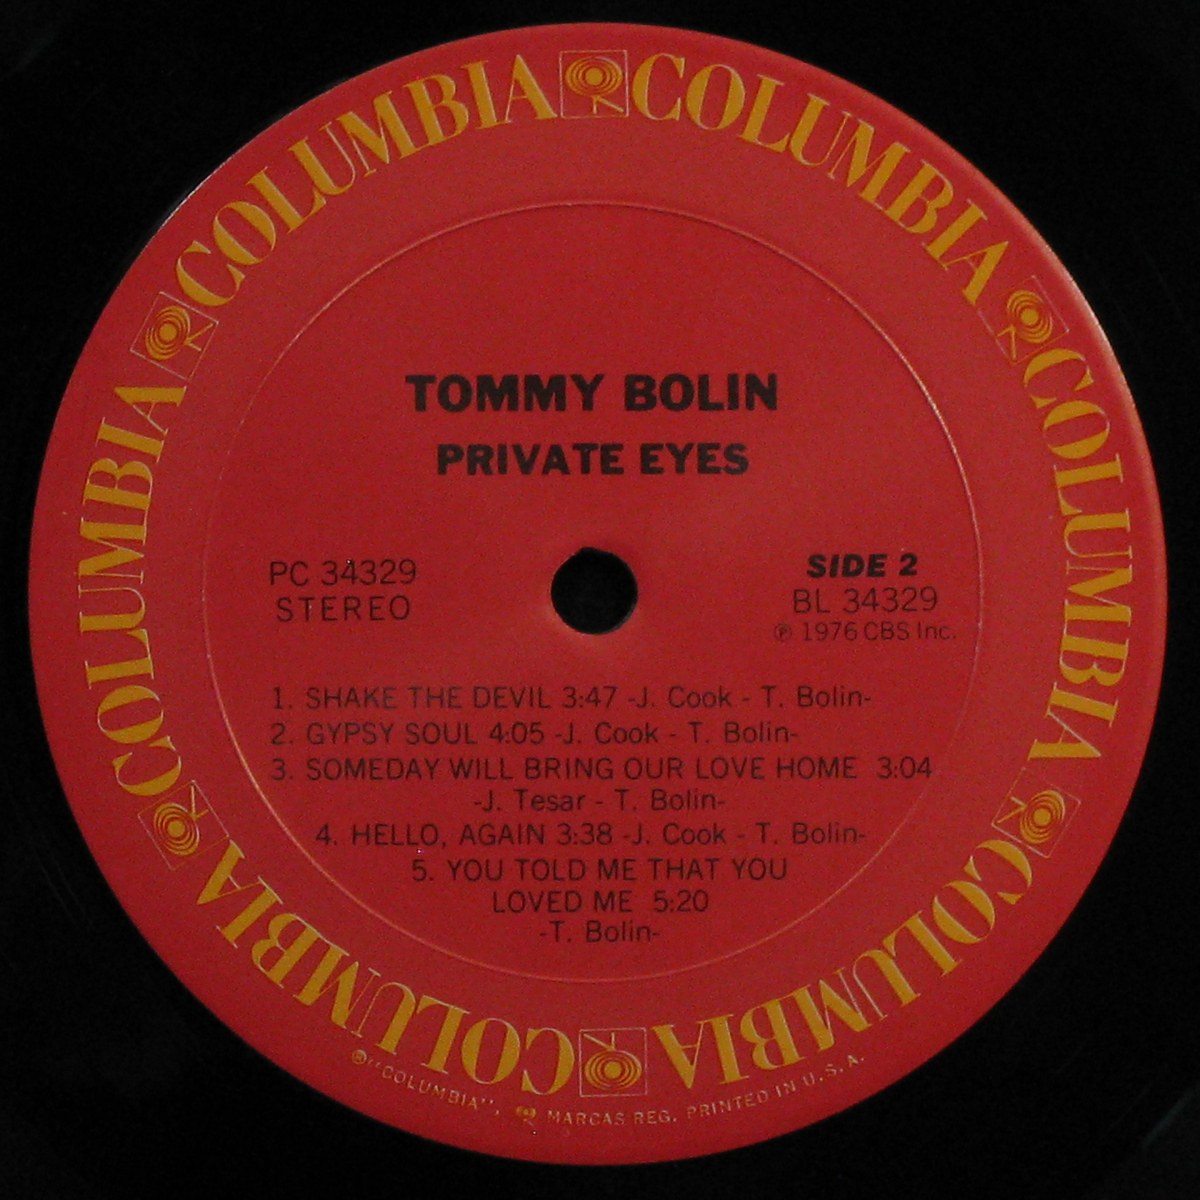 COLUMBIA COLUMBIA COLUMBIA COLUMBIA COLUMBIA COLUMBIA
TOMMY BOLIN
PRIVATE EYES
PC 34329
STEREO
SIDE 2
BL 34329
℗ 1976 CBS Inc.
1. SHAKE THE DEVIL 3:47 -J. Cook - T. Bolin-
2. GYPSY SOUL 4:05 -J. Cook - T. Bolin-
3. SOMEDAY WILL BRING OUR LOVE HOME 3:04
-J. Tesar - T. Bolin-
4. HELLO, AGAIN 3:38 -J. Cook - T. Bolin-
5. YOU TOLD ME THAT YOU
LOVED ME 5:20
-T. Bolin-
®"COLUMBIA", MARCAS REG. PRINTED IN U.S.A.